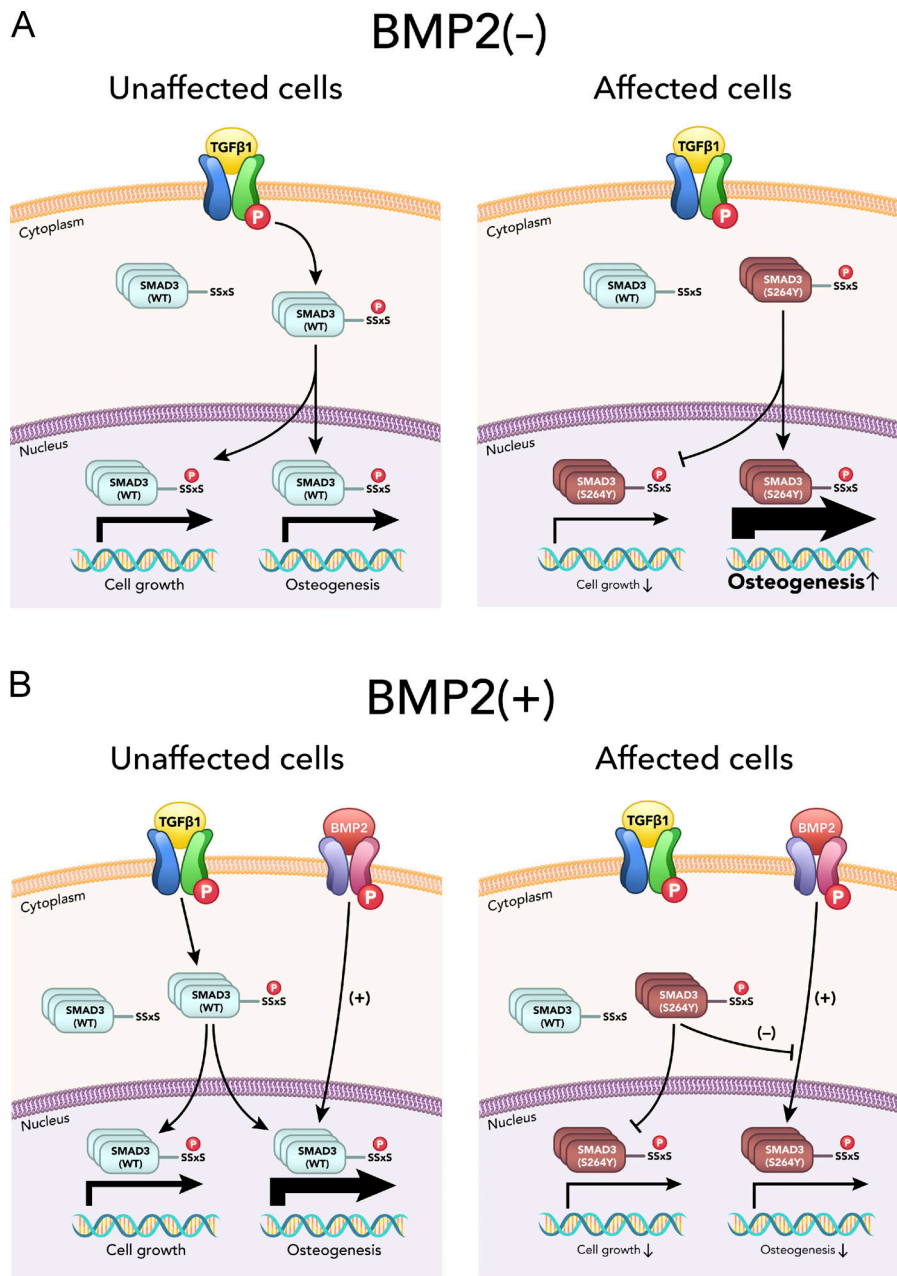 A
BMP2(–)
Unaffected cells
TGFβ1
P
Cytoplasm
SMAD3
(WT)
SSxS
SMAD3
(WT)
P
SSxS
Nucleus
SMAD3
(WT)
P
SSxS
SMAD3
(WT)
P
SSxS
Cell growth
Osteogenesis
Affected cells
TGFβ1
P
Cytoplasm
SMAD3
(WT)
SSxS
SMAD3
(S264Y)
P
SSxS
Nucleus
SMAD3
(S264Y)
P
SSxS
SMAD3
(S264Y)
P
SSxS
Cell growth ↓
Osteogenesis ↑
B
BMP2(+)
Unaffected cells
TGFβ1
P
BMP2
P
Cytoplasm
SMAD3
(WT)
SSxS
SMAD3
(WT)
P
SSxS
(+)
Nucleus
SMAD3
(WT)
P
SSxS
SMAD3
(WT)
P
SSxS
Cell growth
Osteogenesis
Affected cells
TGFβ1
P
BMP2
P
Cytoplasm
SMAD3
(WT)
SSxS
SMAD3
(S264Y)
P
SSxS
(–)
(+)
Nucleus
SMAD3
(S264Y)
P
SSxS
SMAD3
(S264Y)
P
SSxS
Cell growth ↓
Osteogenesis ↓